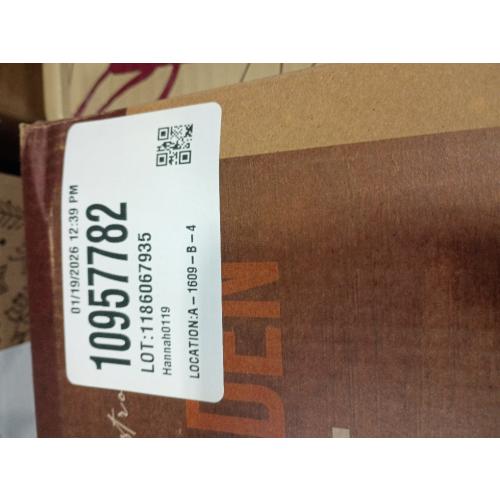 01/19/2026 12:39 PM
10957782
LOT:1186067935
Hannah0119
LOCATION:A-1609-B-4
DEN